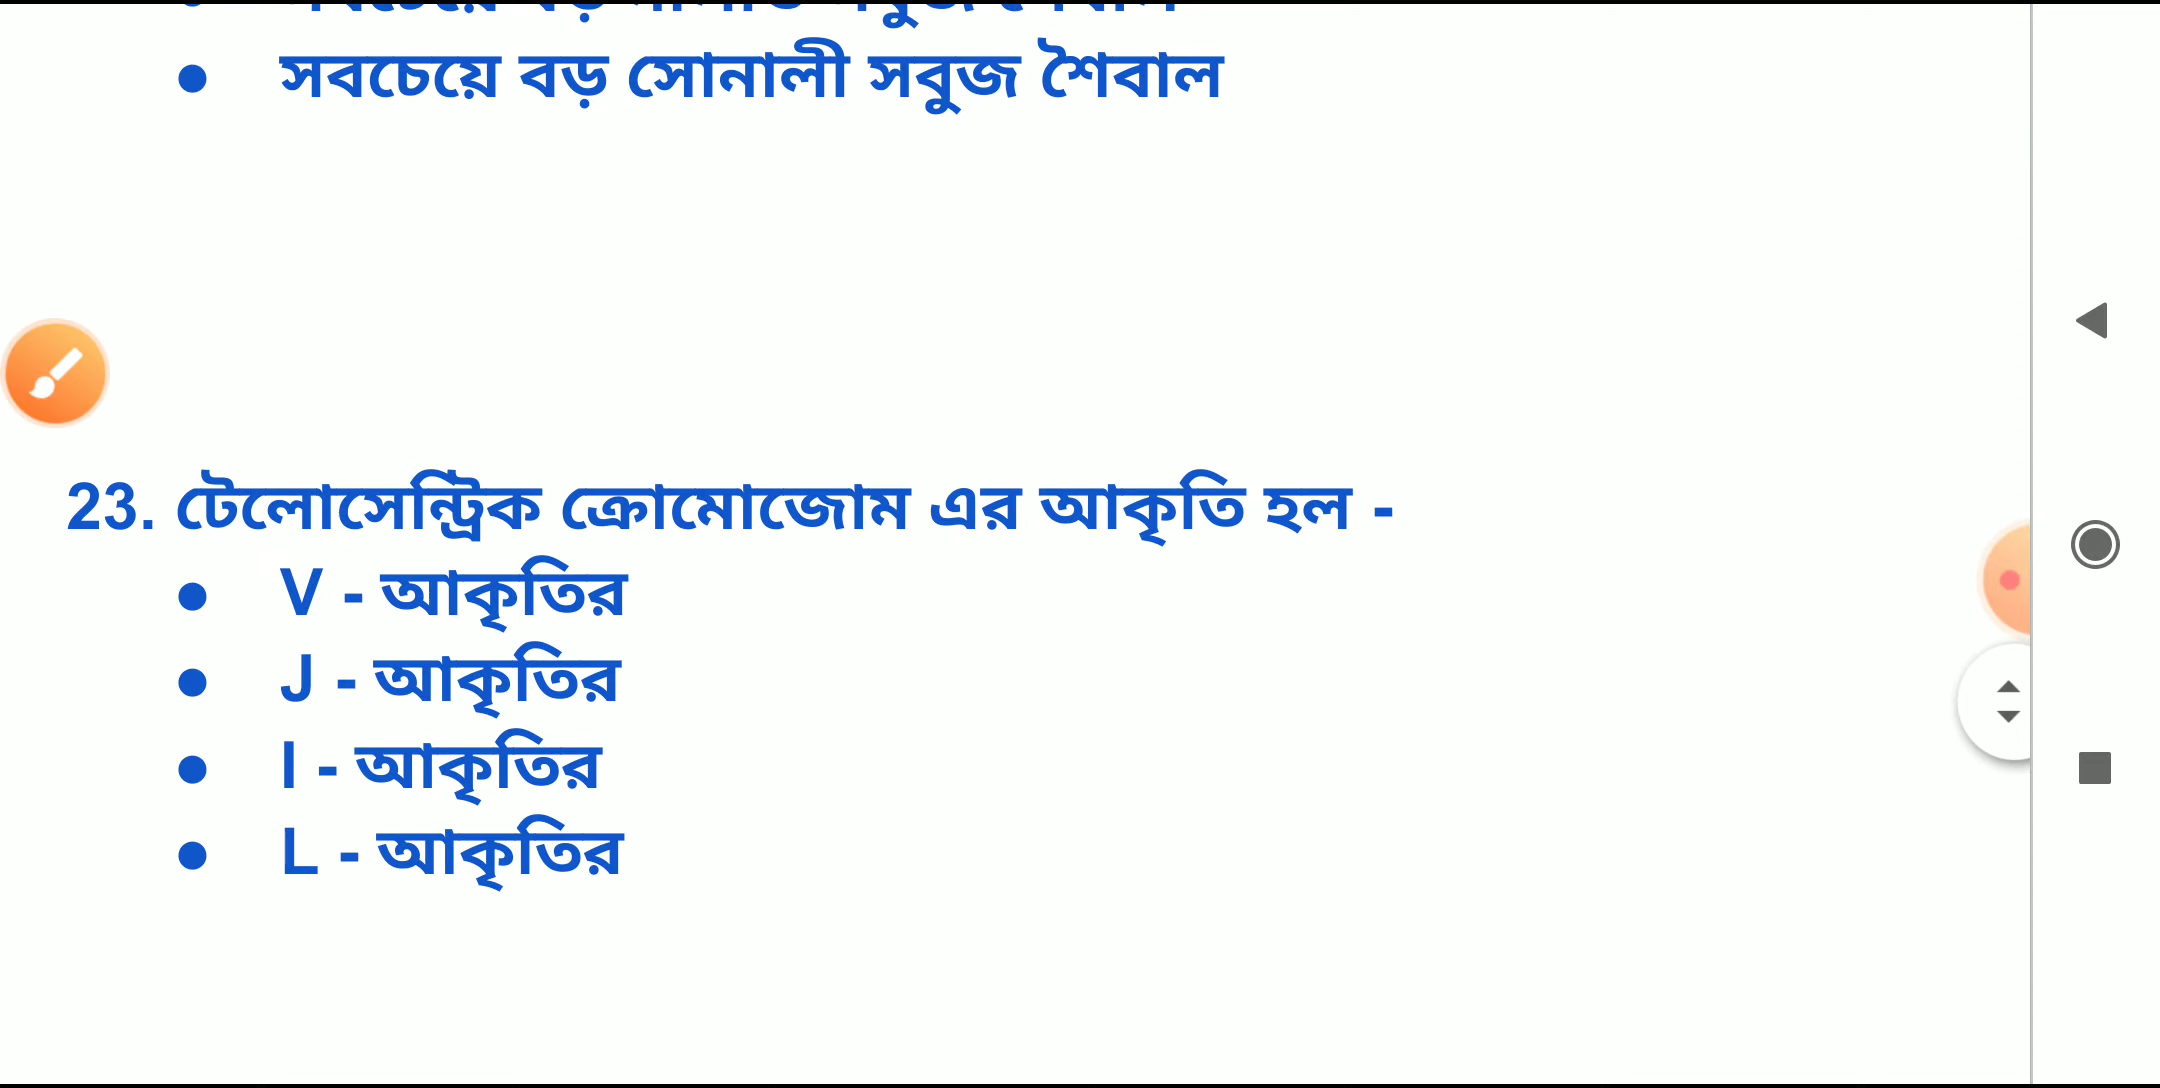 ● সবচেয়ে বড় সোনালী সবুজ শৈবাল
23. টেলোসেন্ট্রিক ক্রোমোজোম এর আকৃতি হল -
● V - আকৃতির
● J - আকৃতির
● I - আকৃতির
● L - আকৃতির